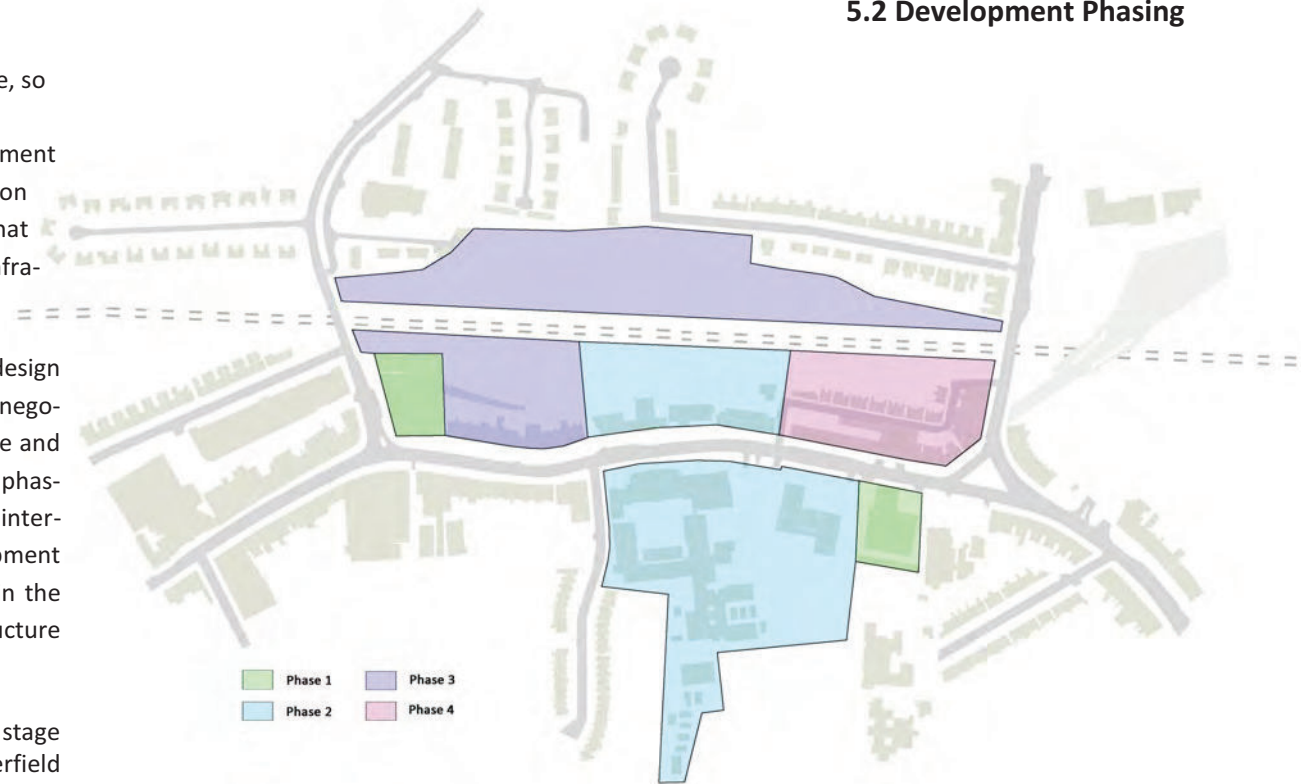 5.2 Development Phasing
e, so
ment
on
hat
nfra-
design
nego-
e and
phas-
inter-
pment
n the
ucture
stage
erfield
Phase 1
Phase 3
Phase 2
Phase 4